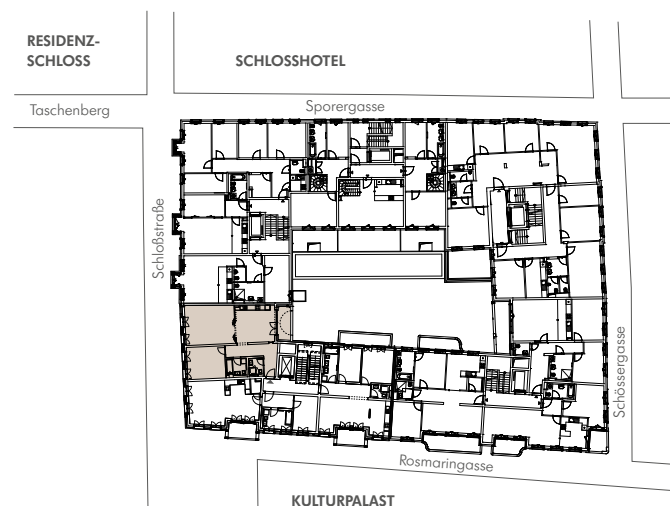 RESIDENZ-
SCHLOSS
SCHLOSSHOTEL
Taschenberg
Sporergasse
Schloßstraße
Schössergasse
Rosmaringasse
KULTURPALAST